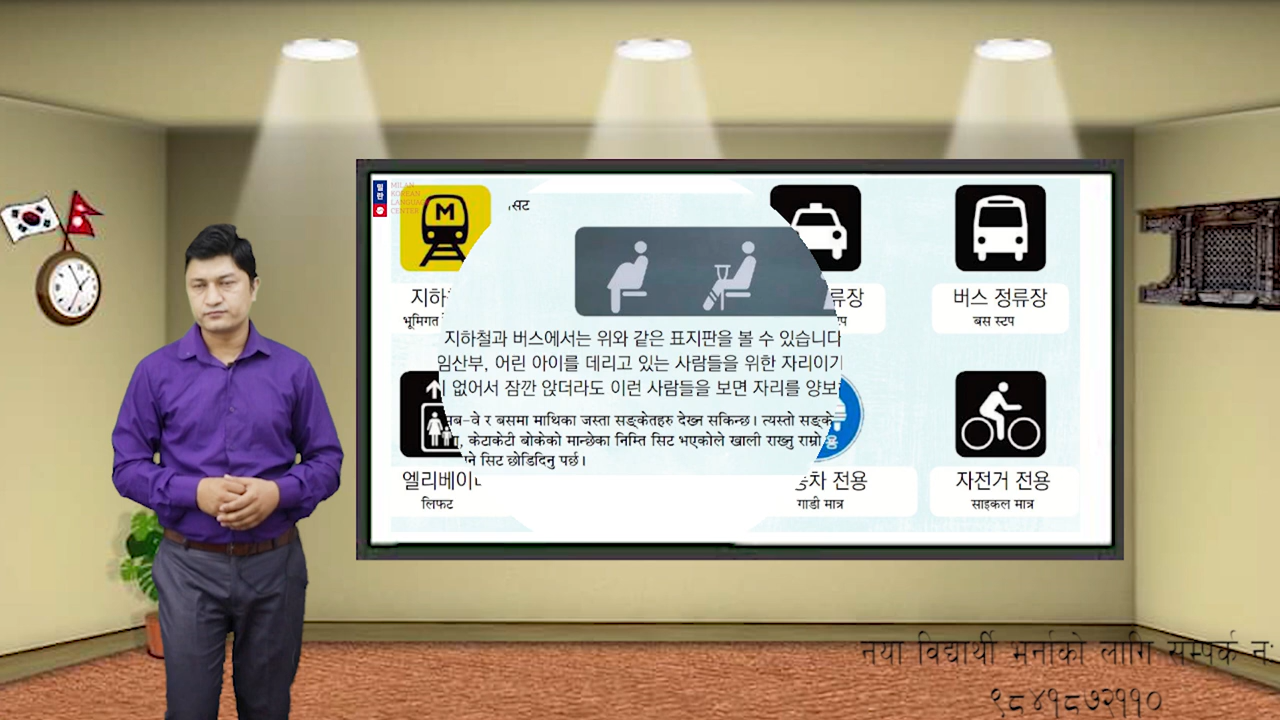 밀란
MILAN
KOREAN
LANGUAGE
CENTER
M
सिट
지하
भूमिगत
류장
버스 정류장
बस स्टप
지하철과 버스에서는 위와 같은 표지판을 볼 수 있습니다
임산부, 어린 아이를 데리고 있는 사람들을 위한 자리이기
없어서 잠깐 앉더라도 이런 사람들을 보면 자리를 양보
सब-वे र बसमा माथिका जस्ता सङ्केतहरु देख्न सकिन्छ। त्यस्तो सङ्के
केटाकेटी बोकेको मान्छेका निम्ति सिट भएकोले खाली राख्नु राम्रो
ने सिट छोडिदिनु पर्छ।
엘리베이
लिफ्ट
동차 전용
गाडी मात्र
자전거 전용
साइकल मात्र
नया विद्यार्थी भर्नाको लागि सम्पर्क न:
९८४१८७२११०